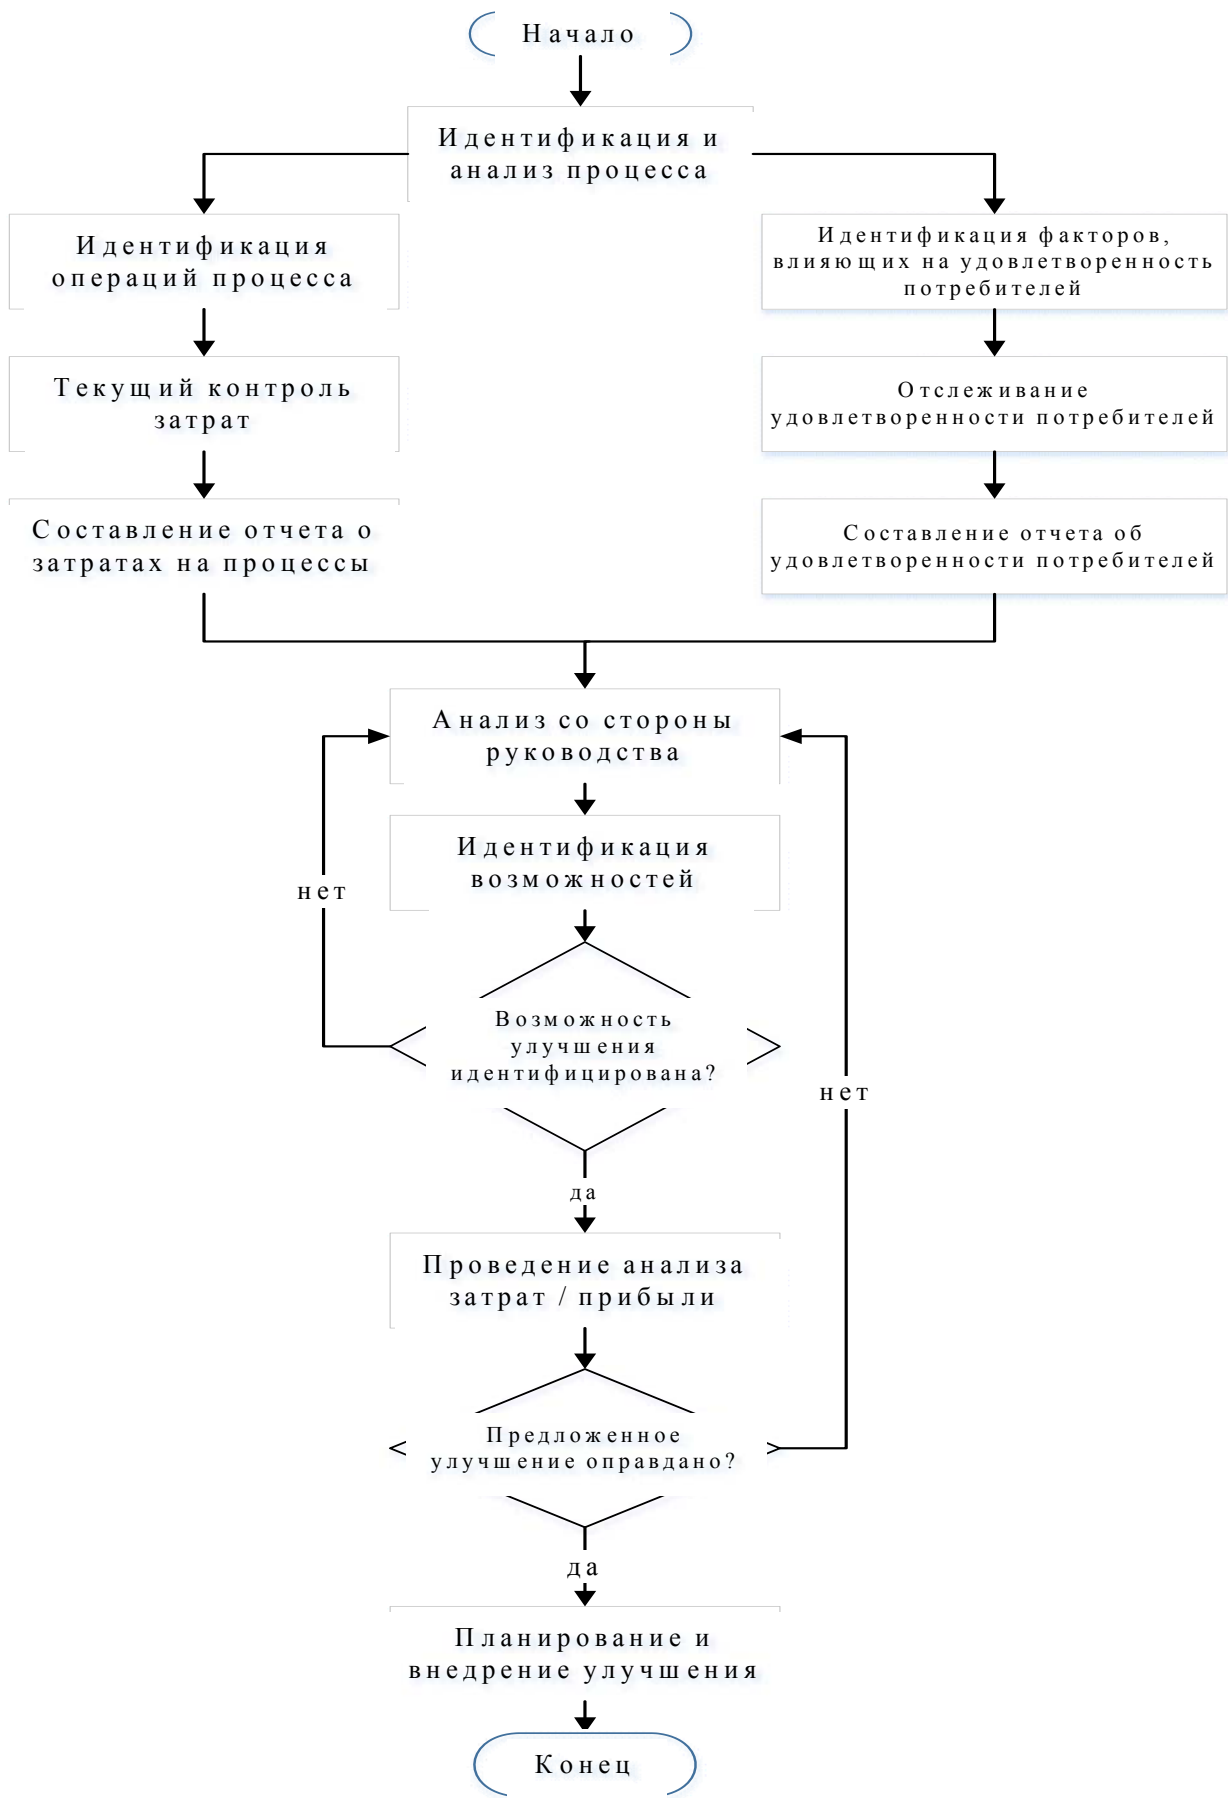 Начало
Идентификация и
анализ процесса
Идентификация
операций процесса
Идентификация факторов,
влияющих на удовлетворенность
потребителей
Текущий контроль
затрат
Отслеживание
удовлетворенности потребителей
Составление отчета о
затратах на процессы
Составление отчета об
удовлетворенности потребителей
Анализ со стороны
руководства
Идентификация
возможностей
нет
Возможность
улучшения
идентифицирована?
нет
да
Проведение анализа
затрат / прибыли
Предложенное
улучшение оправдано?
да
Планирование и
внедрение улучшения
Конец